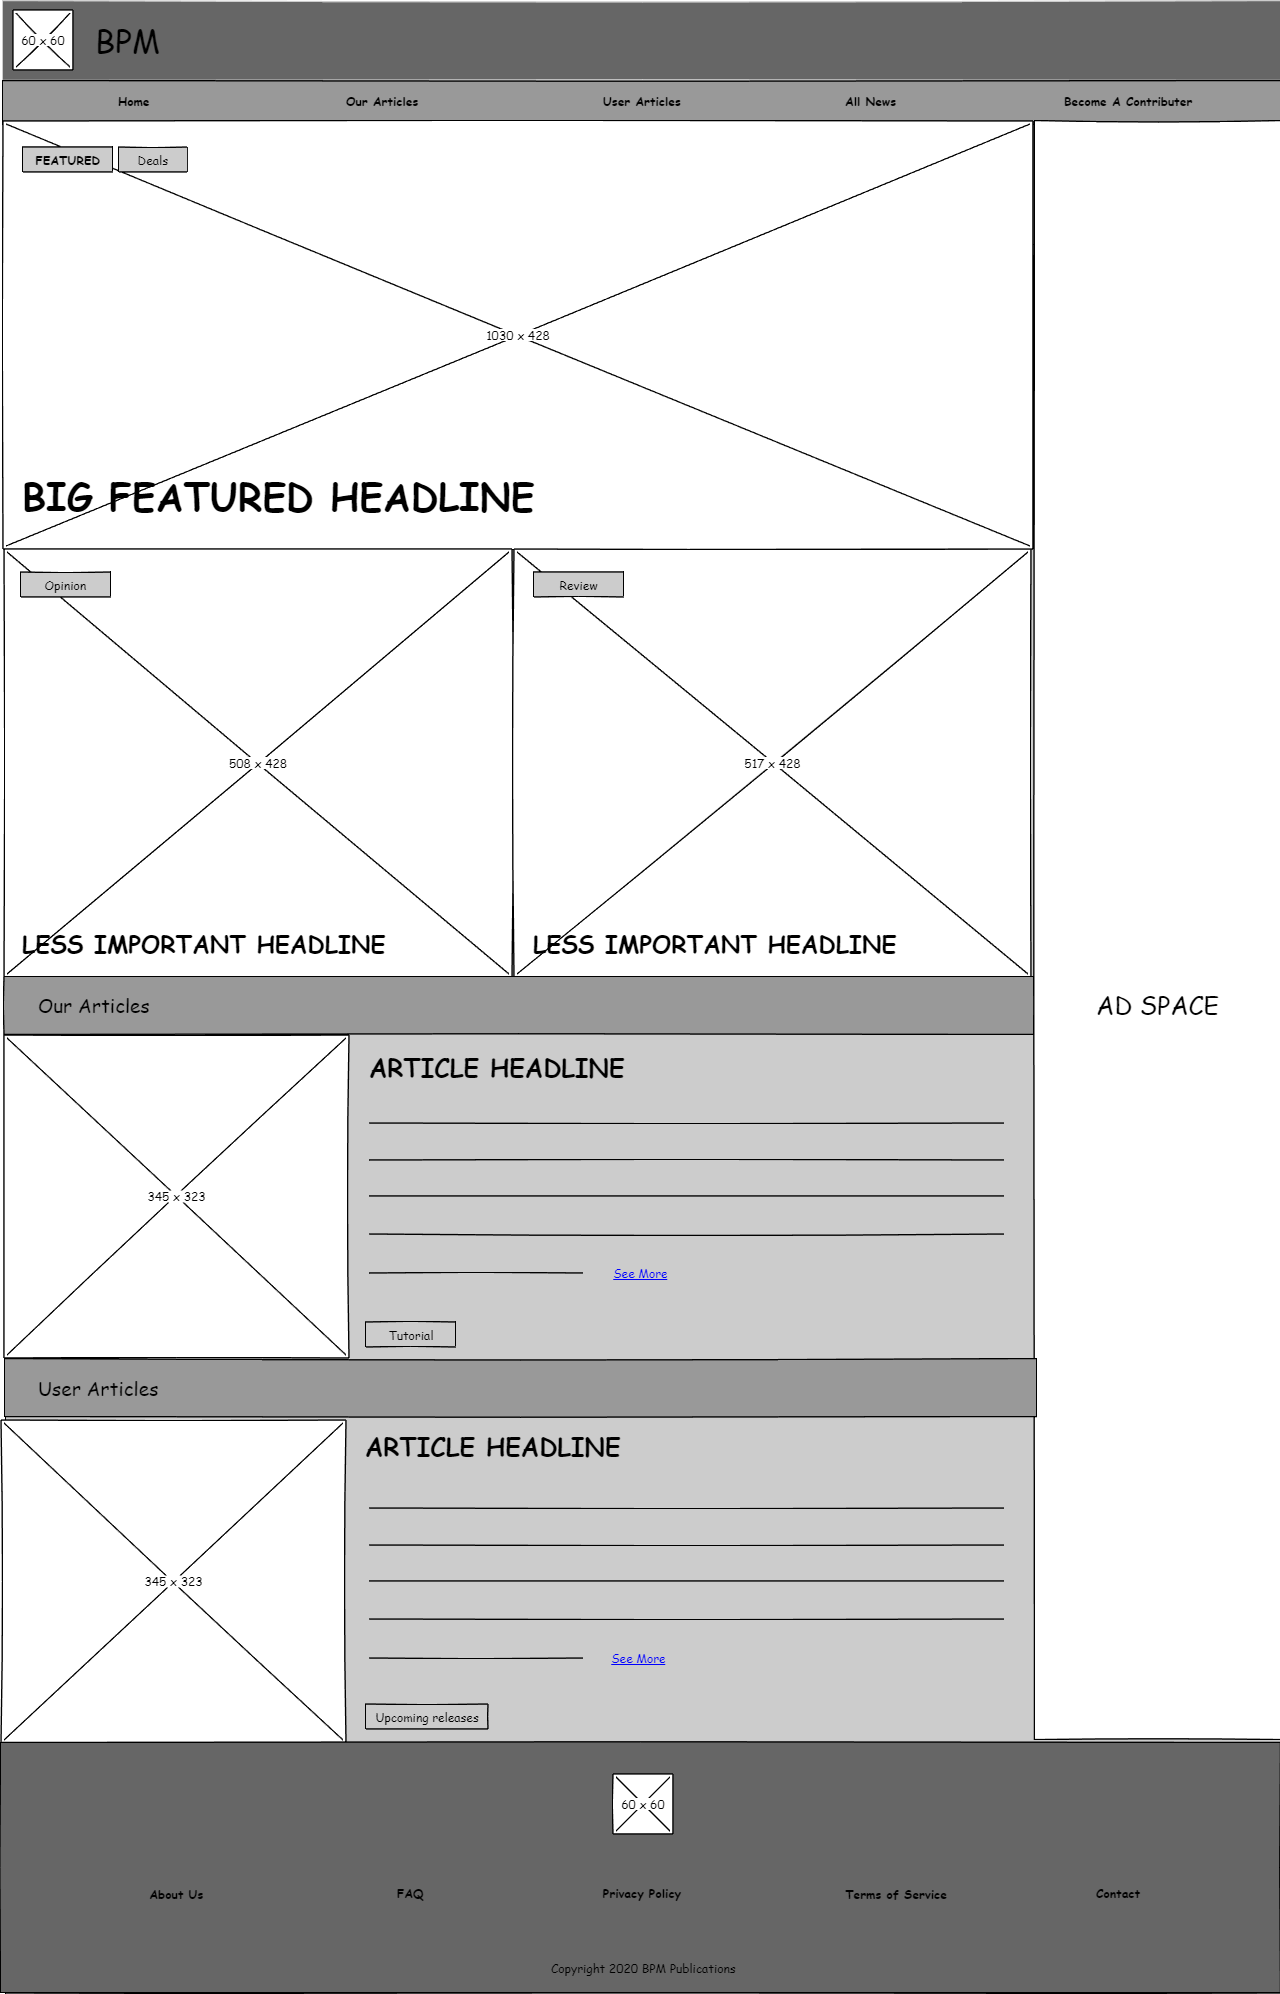 60 x 60
BPM
Home
Our Articles
User Articles
All News
Become A Contributer
FEATURED
Deals
1030 x 428
BIG FEATURED HEADLINE
Opinion
Review
508 x 428
517 x 428
LESS IMPORTANT HEADLINE
LESS IMPORTANT HEADLINE
Our Articles
AD SPACE
ARTICLE HEADLINE
345 x 323
See More
Tutorial
User Articles
ARTICLE HEADLINE
345 x 323
See More
Upcoming releases
60 x 60
About Us
FAQ
Privacy Policy
Terms of Service
Contact
Copyright 2020 BPM Publications